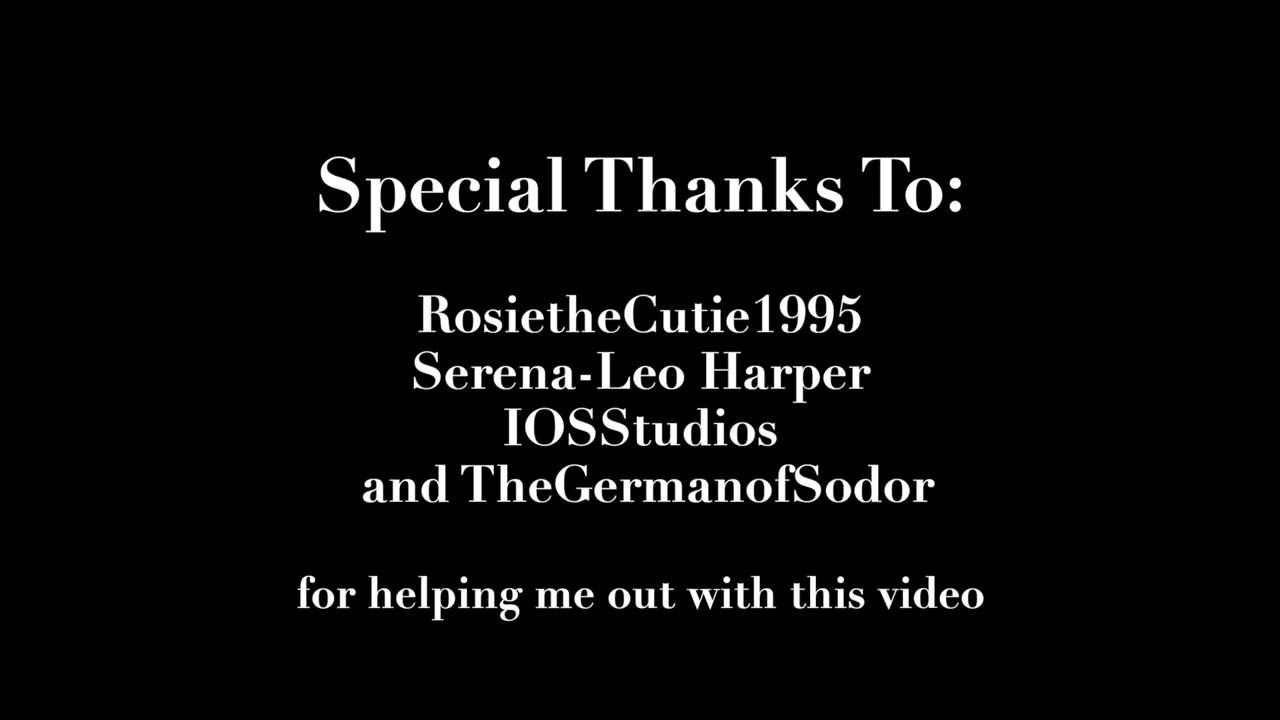 Special Thanks To:
RosietheCutie1995
Serena-Leo Harper
IOSStudios
and TheGermanofSodor
for helping me out with this video